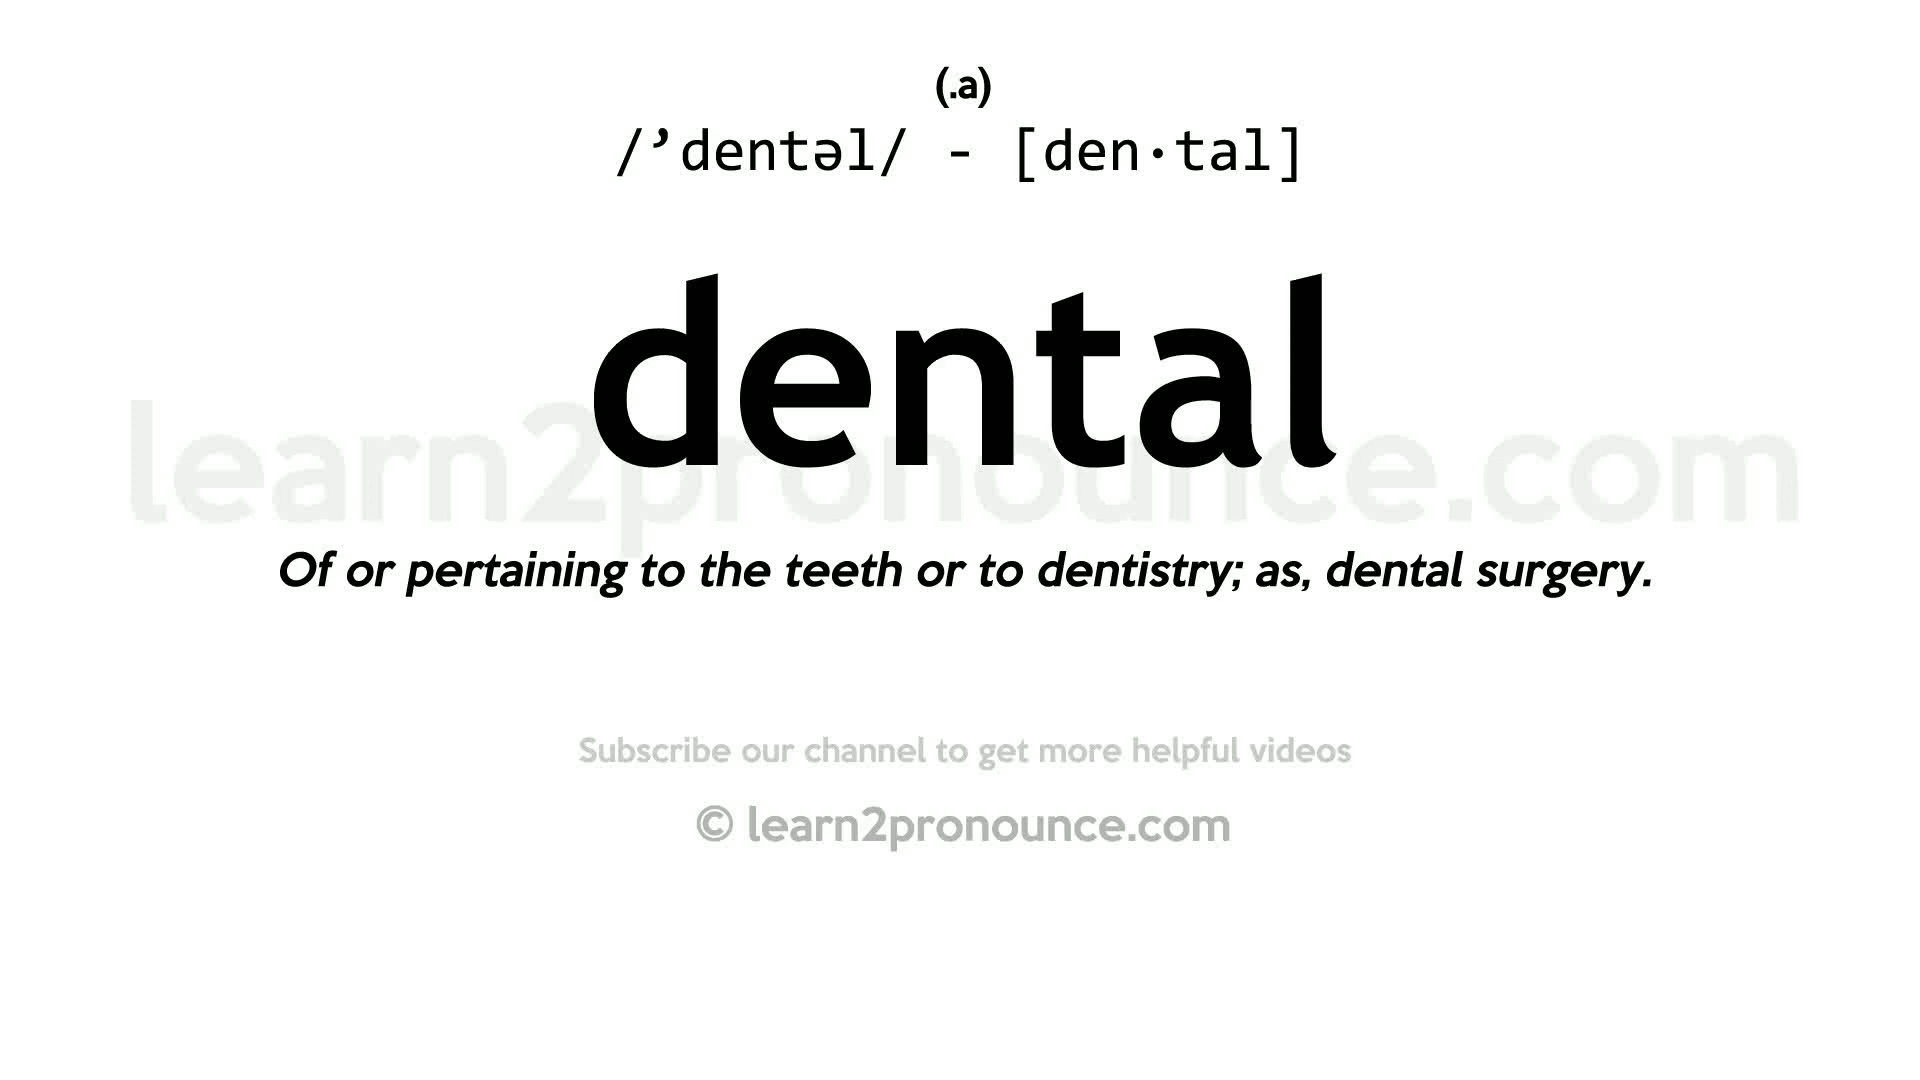 (.a)
/’dentəl/ - [den·tal]
dental
learn2pronounce.com
Of or pertaining to the teeth or to dentistry; as, dental surgery.
Subscribe our channel to get more helpful videos
© learn2pronounce.com